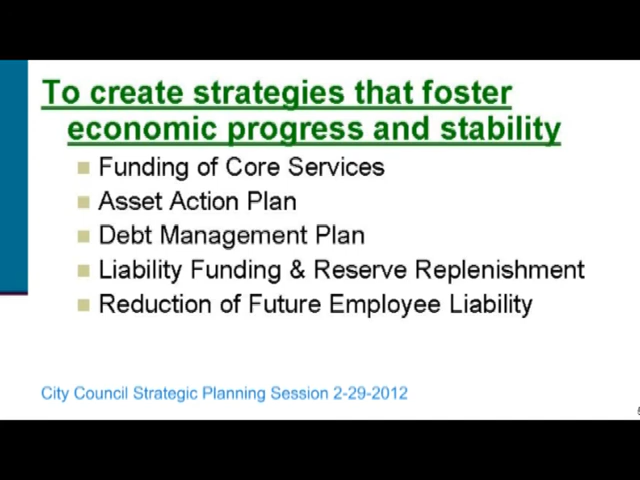 To create strategies that foster
economic progress and stability
Funding of Core Services
Asset Action Plan
Debt Management Plan
Liability Funding & Reserve Replenishment
Reduction of Future Employee Liability
City Council Strategic Planning Session 2-29-2012